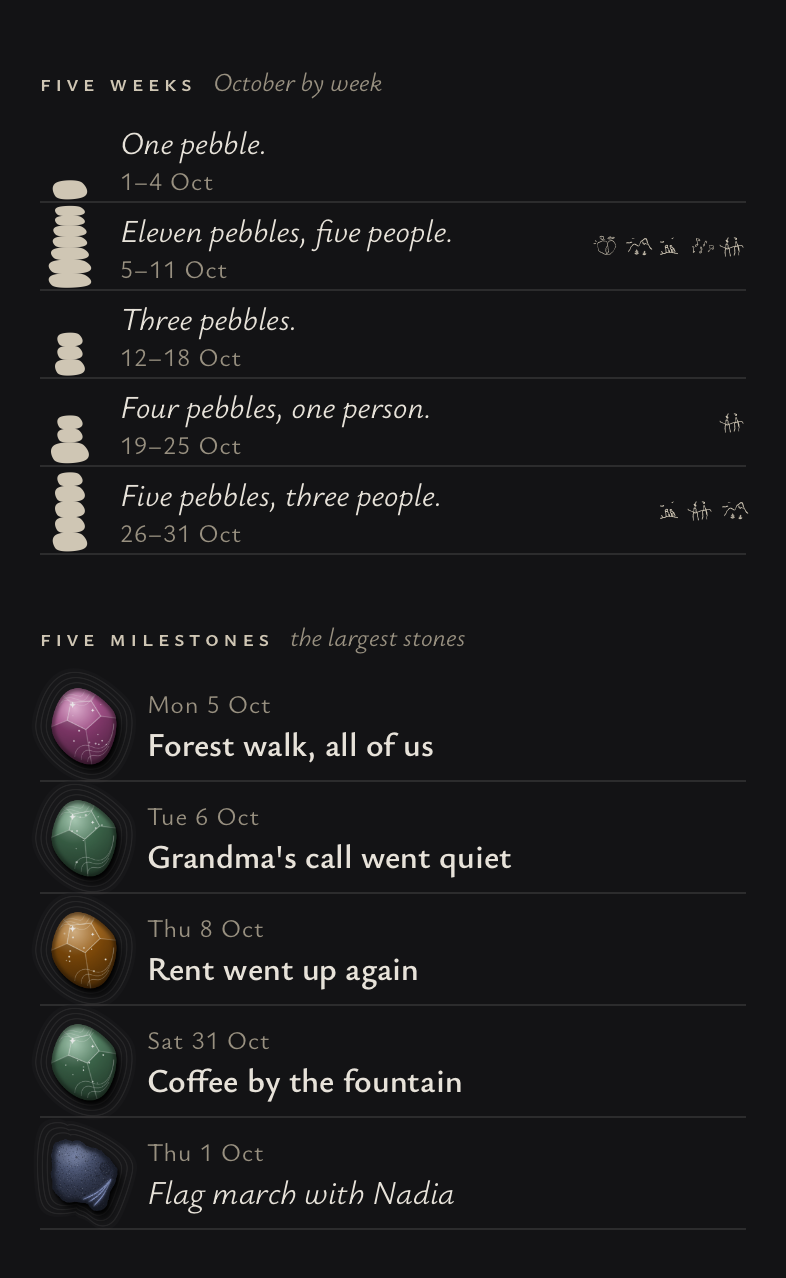 FIVE WEEKS October by week
One pebble.
1–4 Oct
Eleven pebbles, five people.
5–11 Oct
Three pebbles.
12–18 Oct
Four pebbles, one person.
19–25 Oct
Five pebbles, three people.
26–31 Oct
FIVE MILESTONES the largest stones
Mon 5 Oct
Forest walk, all of us
Tue 6 Oct
Grandma's call went quiet
Thu 8 Oct
Rent went up again
Sat 31 Oct
Coffee by the fountain
Thu 1 Oct
Flag march with Nadia